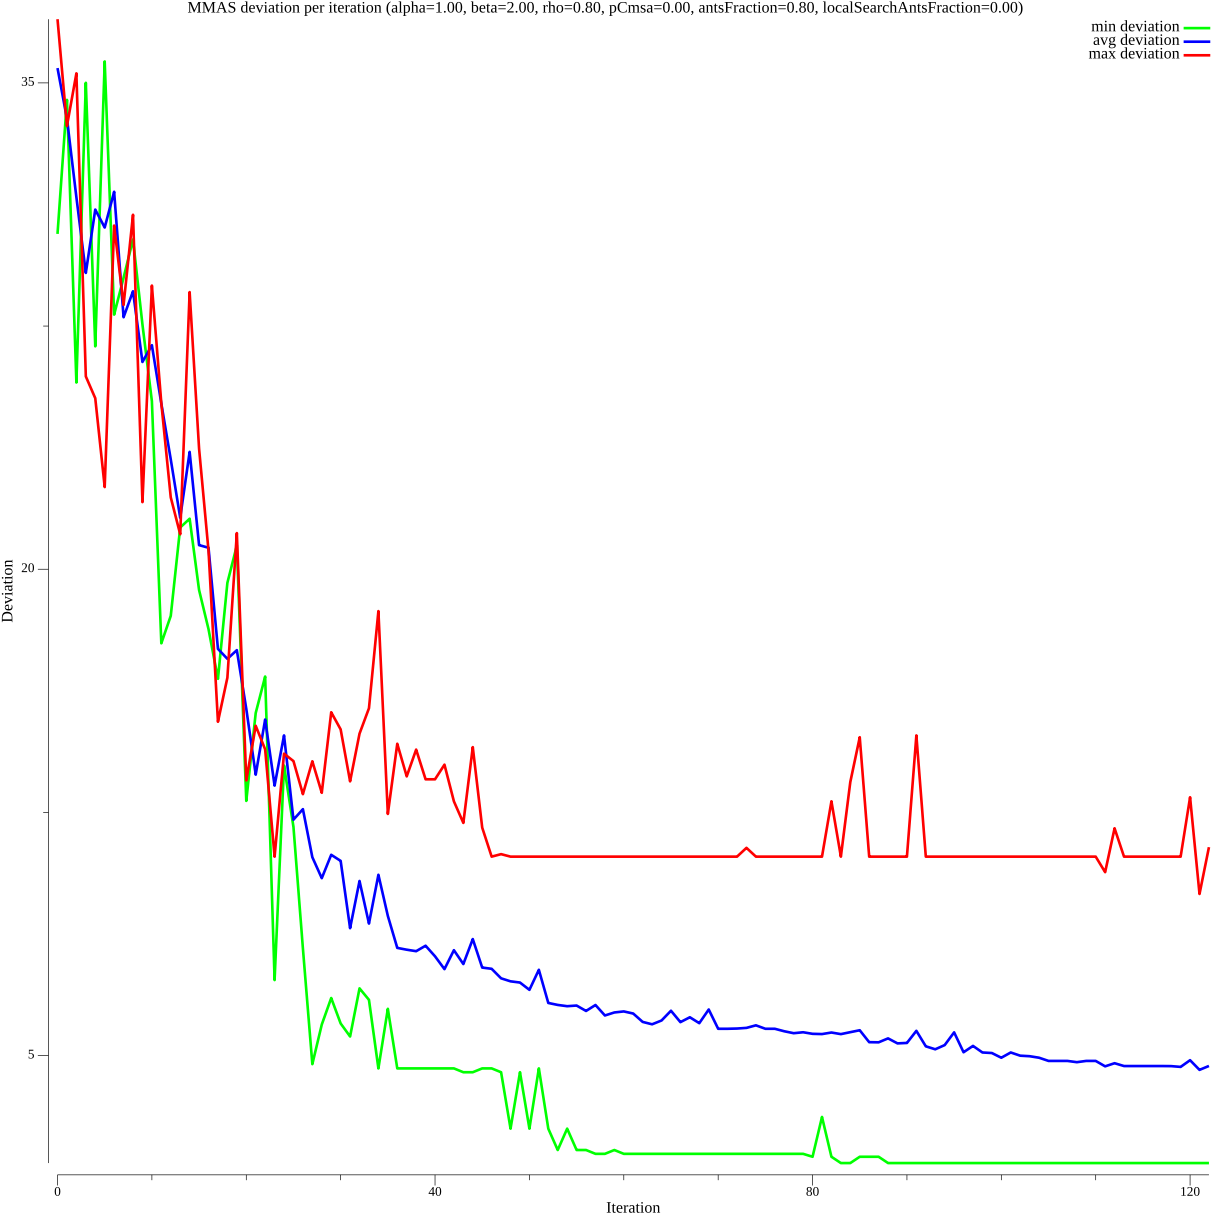 MMAS deviation per iteration (alpha=1.00, beta=2.00, rho=0.80, pCmsa=0.00, antsFraction=0.80, localSearchAntsFraction=0.00)
min deviation
avg deviation
max deviation
35
20
5
Deviation
0 40 80 120
Iteration